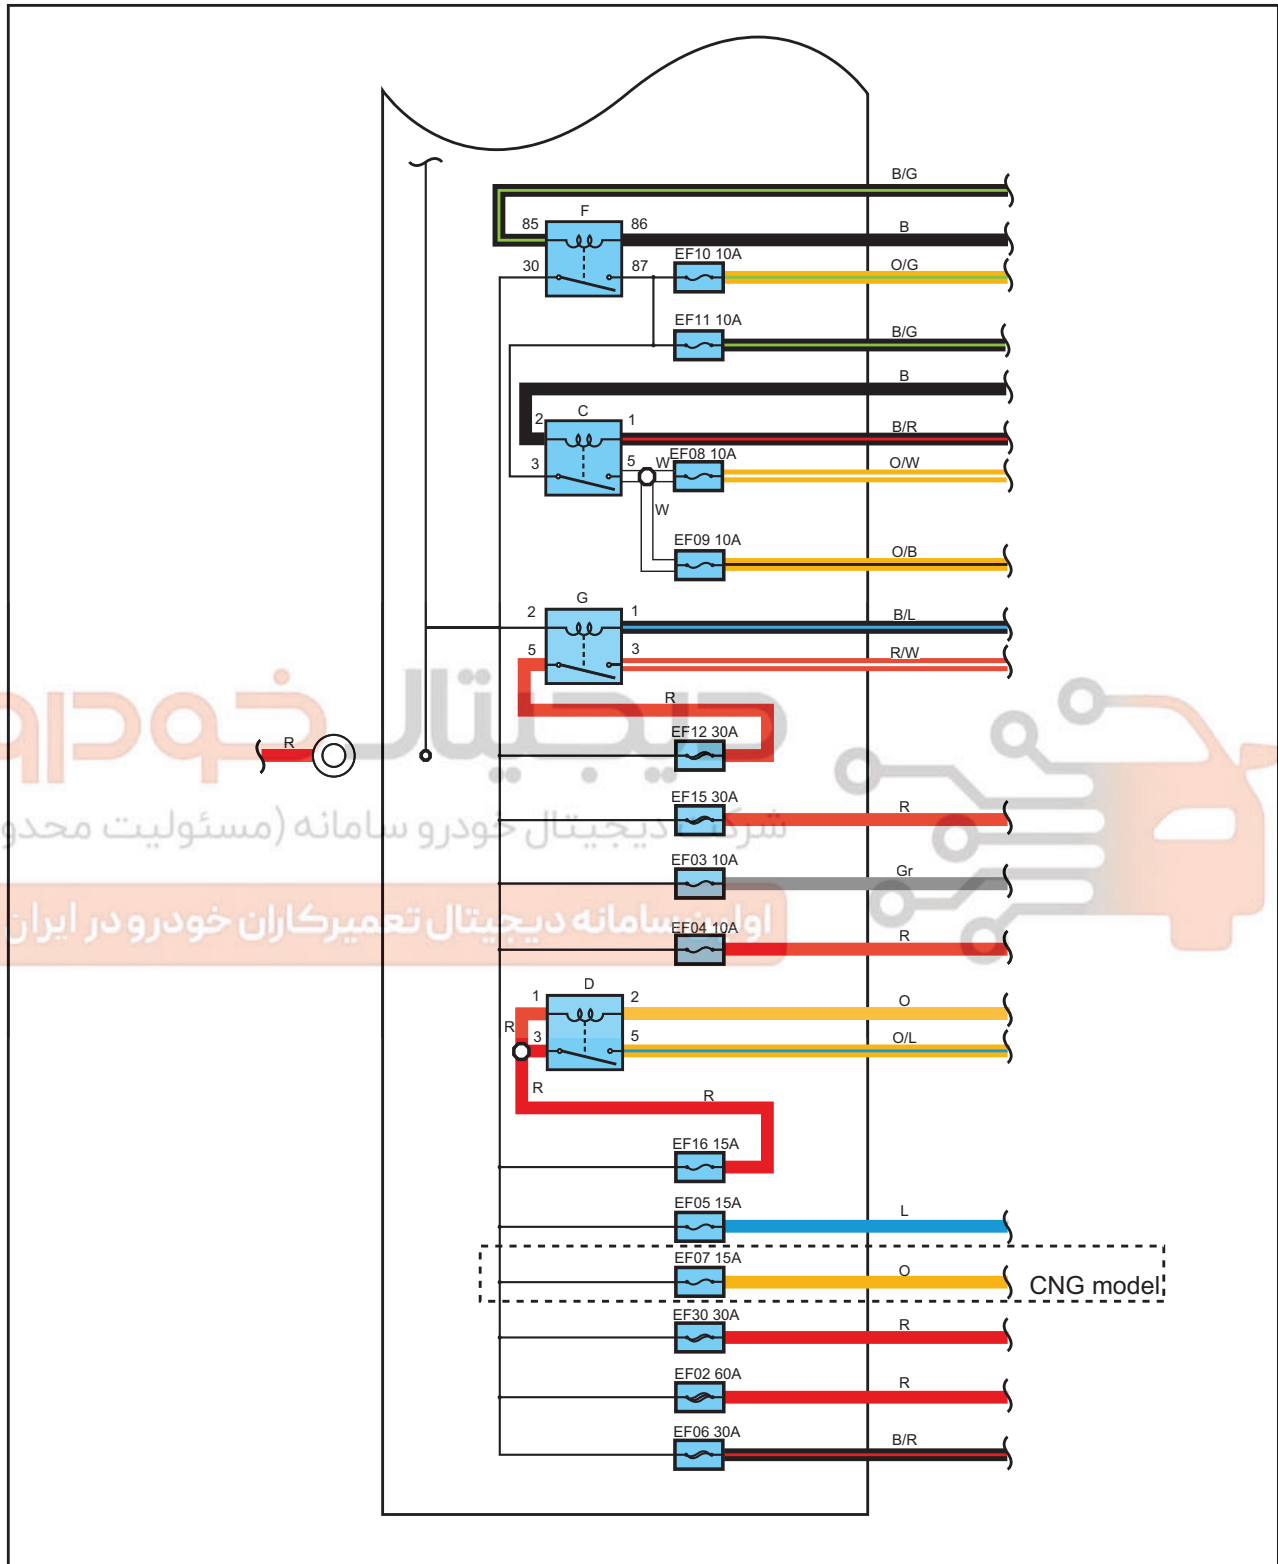 B/G
F
85
86
B
EF10 10A
30
87
O/G
EF11 10A
B/G
B
C
2
1
B/R
EF08 10A
3
5
W
O/W
W
EF09 10A
O/B
G
2
1
B/L
5
3
R/W
R
دیجیتال خودرو
EF12 30A
R
EF15 30A
R
شرکت دیجیتال خودرو سامانه (مسئولیت محدو
EF03 10A
Gr
اولین سامانه دیجیتال تعمیرکاران خودرو در ایران
EF04 10A
R
D
1
2
O
R
3
5
O/L
R
R
EF16 15A
EF05 15A
L
EF07 15A
O
CNG model
EF30 30A
R
EF02 60A
R
EF06 30A
B/R